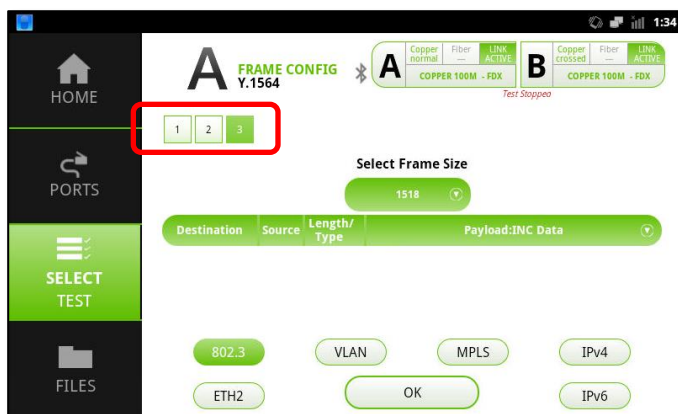 1:34
HOME
PORTS
SELECT
TEST
FILES
A FRAME CONFIG
Y.1564
A
Copper normal
Fiber —
LINK ACTIVE
COPPER 100M - FDX
B
Copper crossed
Fiber —
LINK ACTIVE
COPPER 100M - FDX
Test Stopped
1 2 3
Select Frame Size
1518
Destination Source Length/ Type Payload:INC Data
802.3 VLAN MPLS IPv4
ETH2 OK IPv6